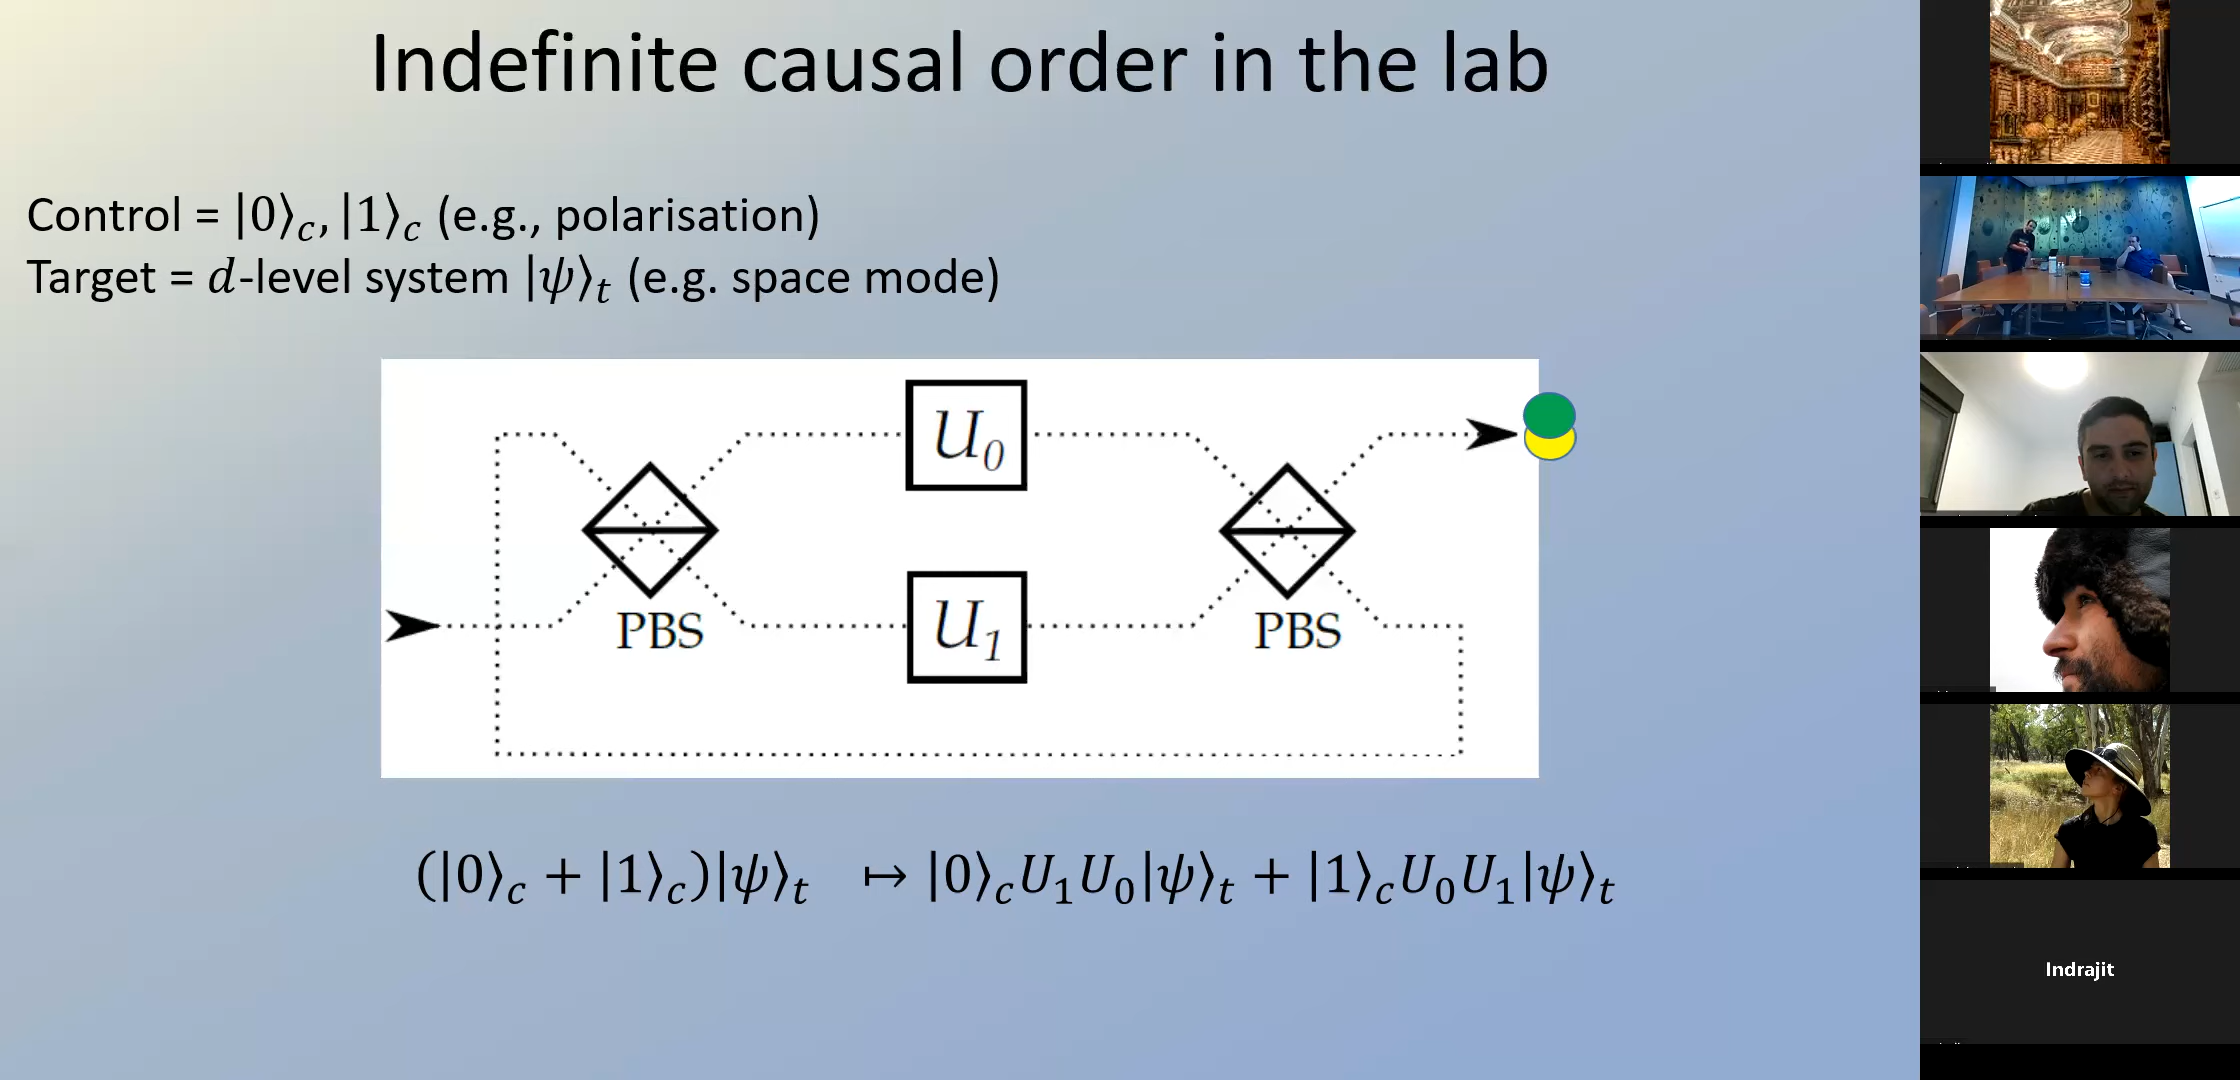 Indefinite causal order in the lab
Control = |0⟩_c, |1⟩_c (e.g., polarisation)
Target = d-level system |ψ⟩_t (e.g. space mode)
U_0
PBS
PBS
U_1
(|0⟩_c + |1⟩_c)|ψ⟩_t ↦ |0⟩_c U_1 U_0|ψ⟩_t + |1⟩_c U_0 U_1|ψ⟩_t
Indrajit